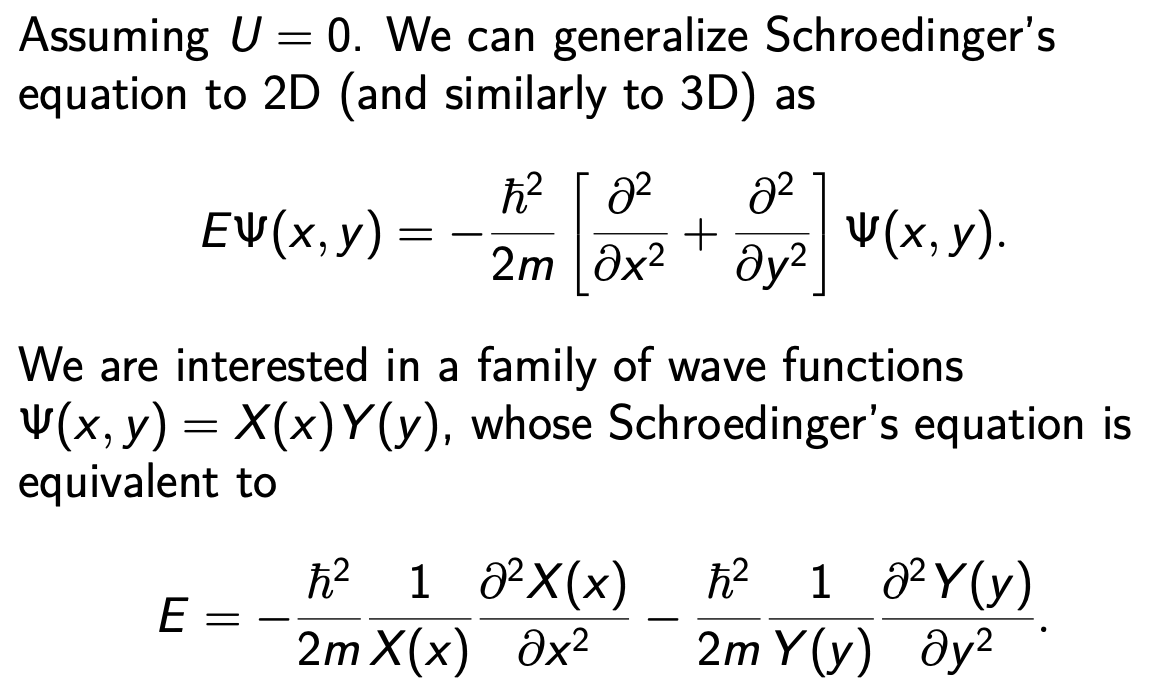 Assuming U = 0. We can generalize Schroedinger's
equation to 2D (and similarly to 3D) as
EΨ(x, y) = −ħ²/2m [∂²/∂x² + ∂²/∂y²] Ψ(x, y).
We are interested in a family of wave functions
Ψ(x, y) = X(x)Y(y), whose Schroedinger's equation is
equivalent to
E = −ħ²/2m 1/X(x) ∂²X(x)/∂x² − ħ²/2m 1/Y(y) ∂²Y(y)/∂y².